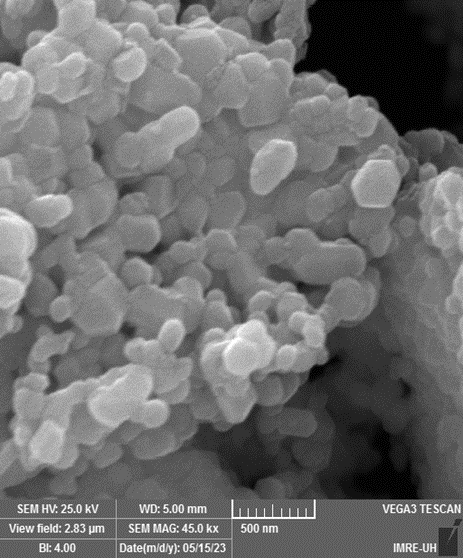 SEM HV: 25.0 kV WD: 5.00 mm VEGA3 TESCAN
View field: 2.83 µm SEM MAG: 45.0 kx 500 nm
BI: 4.00 Date(m/d/y): 05/15/23 IMRE-UH